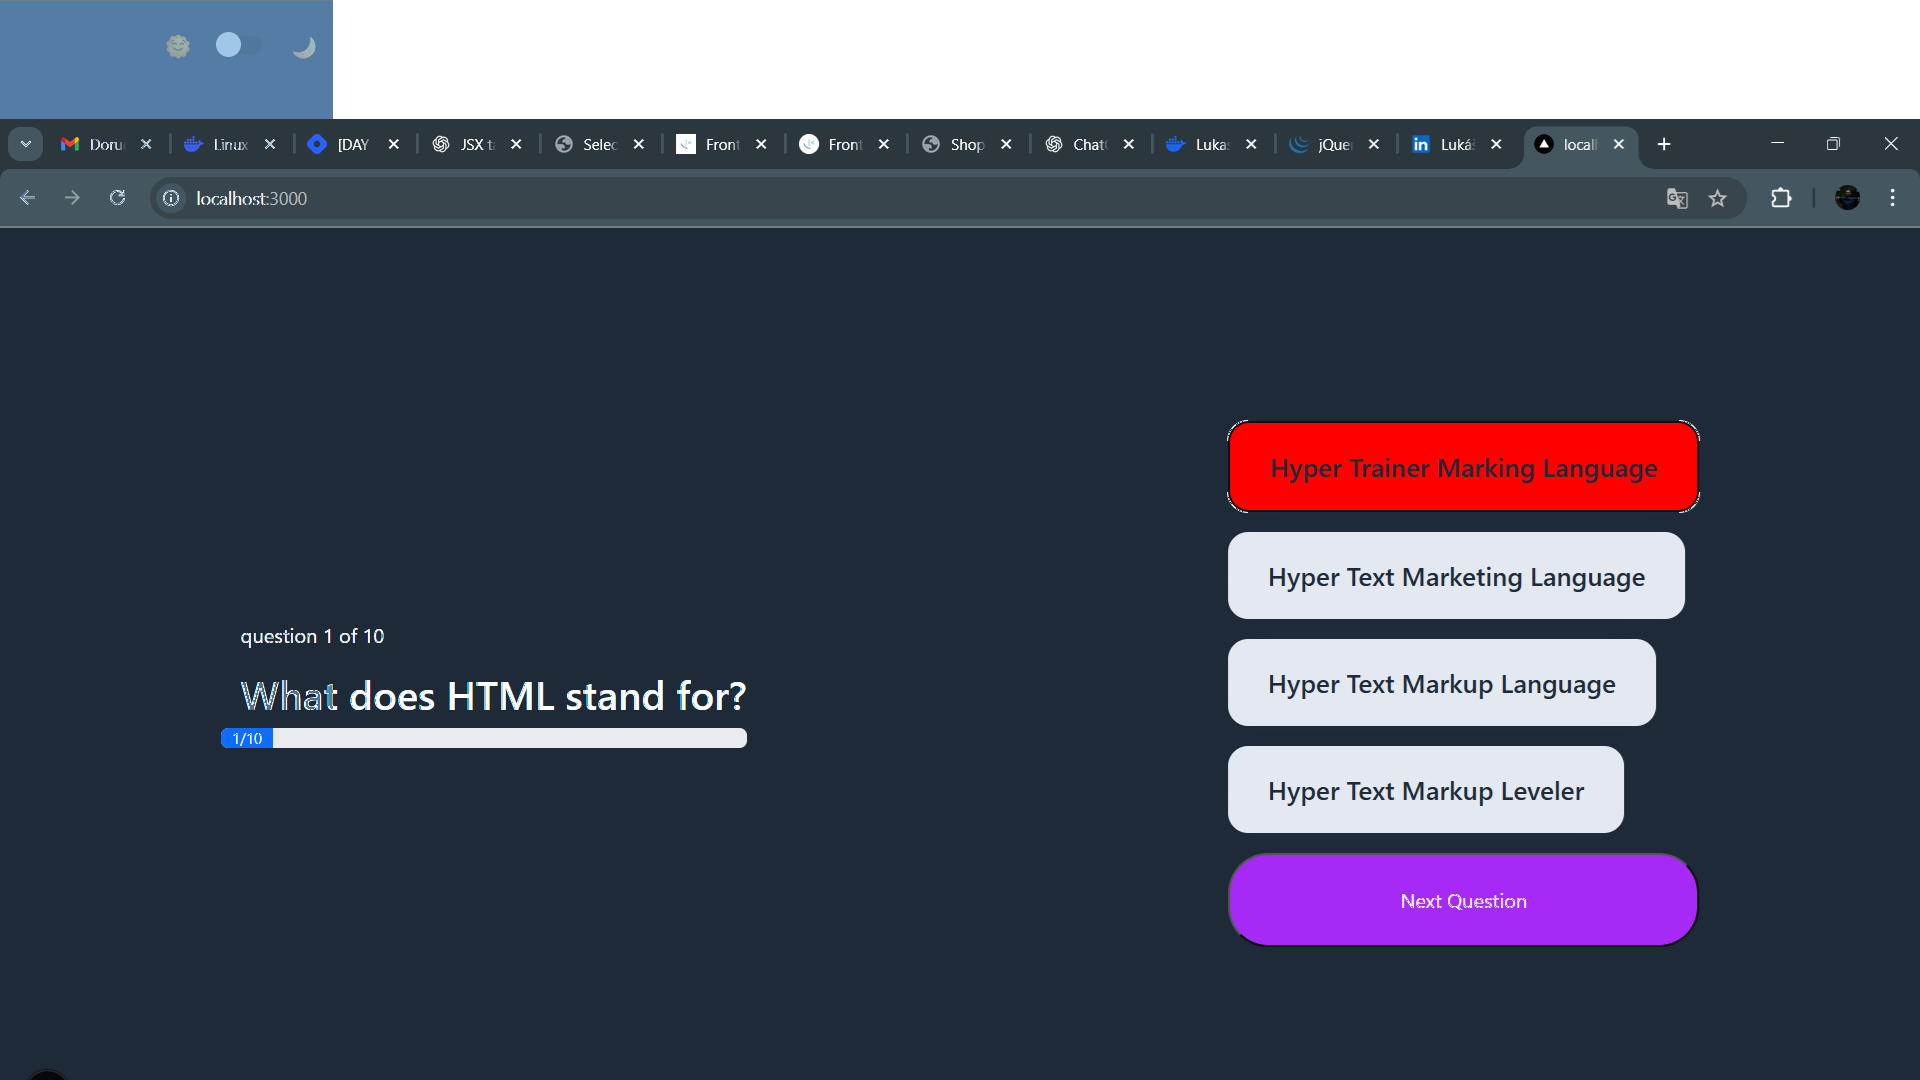 Doru
Linux
[DAY
JSX t
Selec
Front
Front
Shop
Chat
Luka
jQue
Lukáš
local
localhost:3000
question 1 of 10
What does HTML stand for?
1/10
Hyper Trainer Marking Language
Hyper Text Marketing Language
Hyper Text Markup Language
Hyper Text Markup Leveler
Next Question